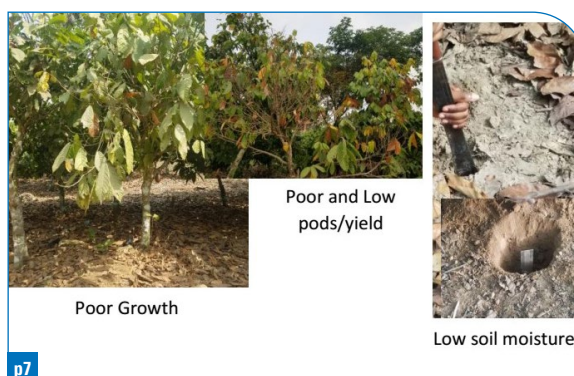 Poor and Low
pods/yield
Poor Growth
Low soil moisture
p7